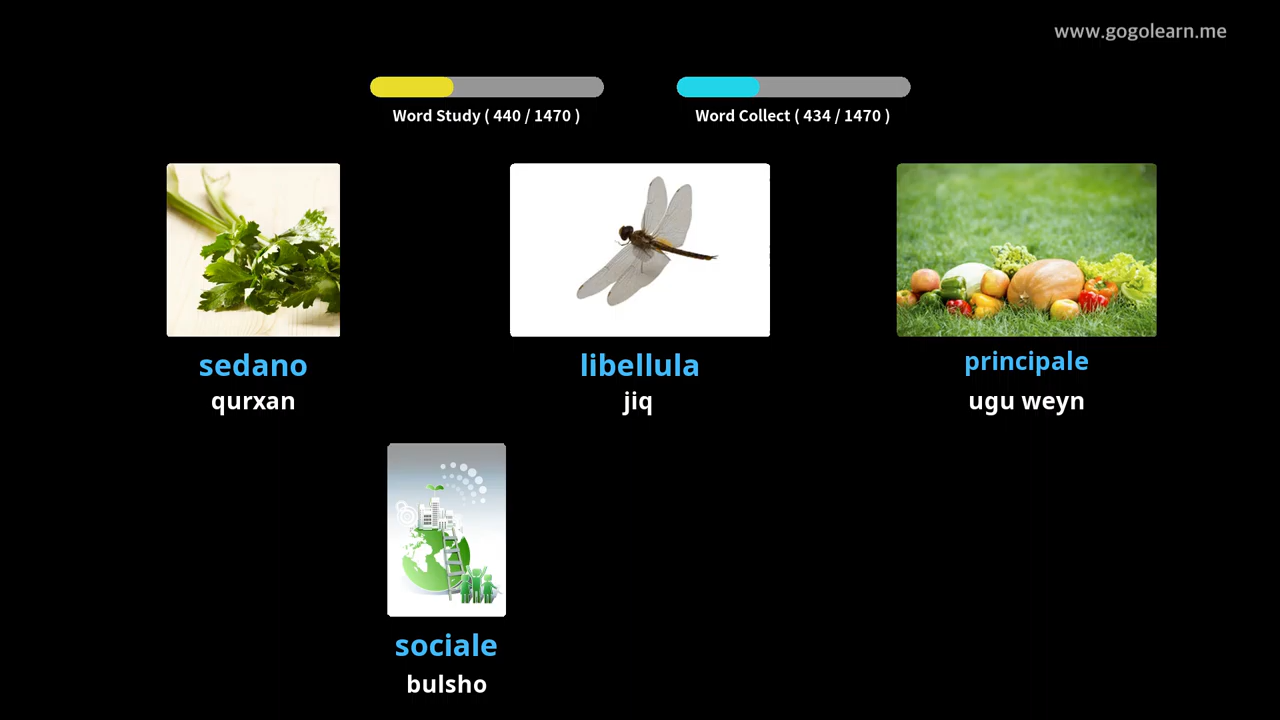 www.gogolearn.me
Word Study ( 440 / 1470 )
Word Collect ( 434 / 1470 )
sedano
qurxan
libellula
jiq
principale
ugu weyn
sociale
bulsho